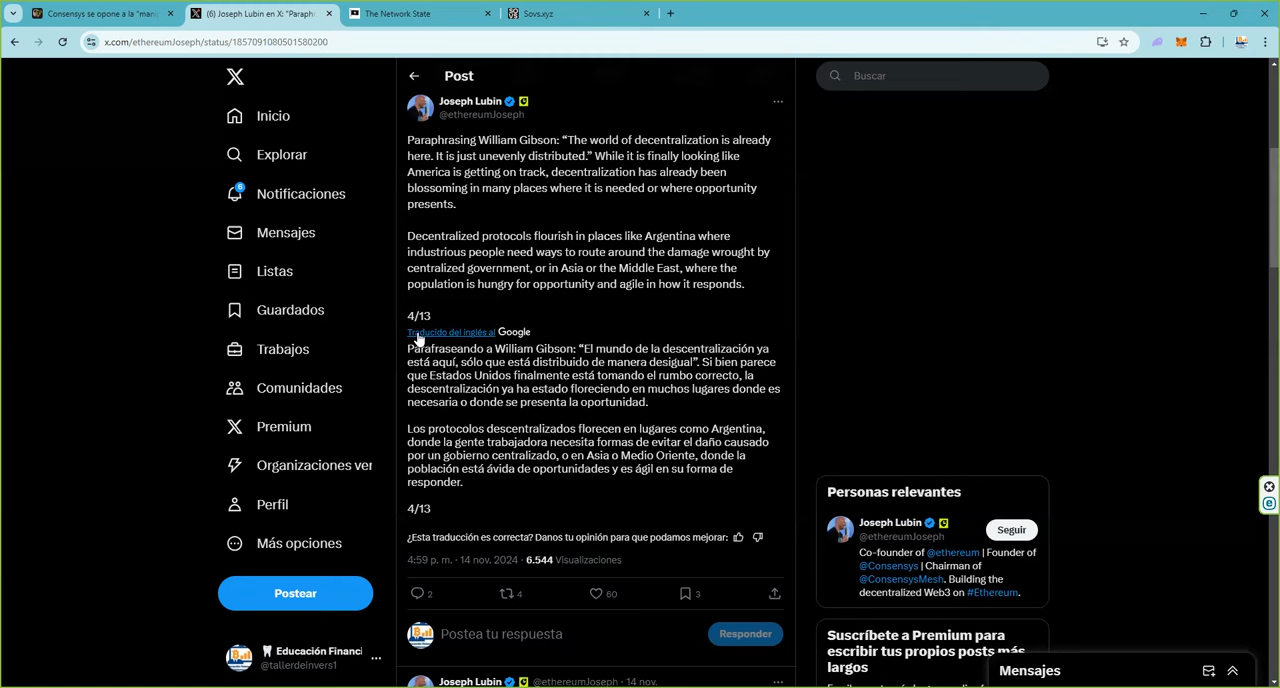 Consensys se opone a la "mani
(6) Joseph Lubin en X: "Paraphr
The Network State
Sovs.xyz
x.com/ethereumJoseph/status/1857091080501580200
Inicio
Explorar
6
Notificaciones
Mensajes
Listas
Guardados
Trabajos
Comunidades
Premium
Organizaciones ver
Perfil
Más opciones
Postear
Educación Financi
@tallerdeinvers1
Post
Joseph Lubin
@ethereumJoseph
Paraphrasing William Gibson: “The world of decentralization is already
here. It is just unevenly distributed.” While it is finally looking like
America is getting on track, decentralization has already been
blossoming in many places where it is needed or where opportunity
presents.
Decentralized protocols flourish in places like Argentina where
industrious people need ways to route around the damage wrought by
centralized government, or in Asia or the Middle East, where the
population is hungry for opportunity and agile in how it responds.
4/13
Traducido del inglés al Google
Parafraseando a William Gibson: “El mundo de la descentralización ya
está aquí, sólo que está distribuido de manera desigual”. Si bien parece
que Estados Unidos finalmente está tomando el rumbo correcto, la
descentralización ya ha estado floreciendo en muchos lugares donde es
necesaria o donde se presenta la oportunidad.
Los protocolos descentralizados florecen en lugares como Argentina,
donde la gente trabajadora necesita formas de evitar el daño causado
por un gobierno centralizado, o en Asia o Medio Oriente, donde la
población está ávida de oportunidades y es ágil en su forma de
responder.
4/13
¿Esta traducción es correcta? Danos tu opinión para que podamos mejorar:
4:59 p. m. · 14 nov. 2024 · 6.544 Visualizaciones
2 4 60 3
Postea tu respuesta
Responder
Joseph Lubin @ethereumJoseph · 14 nov.
Buscar
Personas relevantes
Joseph Lubin
@ethereumJoseph
Seguir
Co-founder of @ethereum | Founder of
@Consensys | Chairman of
@ConsensysMesh. Building the
decentralized Web3 on #Ethereum.
Suscríbete a Premium para
escribir tus propios posts más
largos
Mensajes